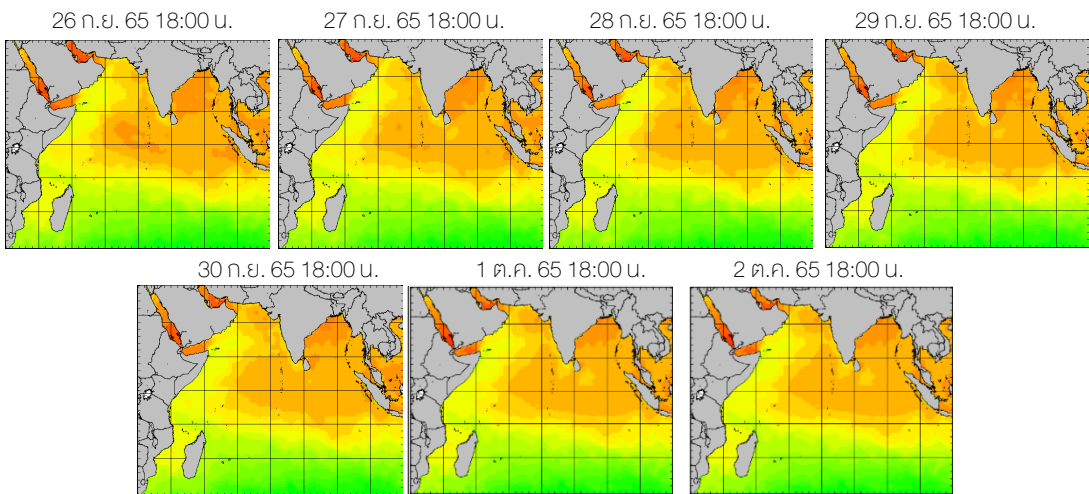 26 ก.ย. 65 18:00 น.
27 ก.ย. 65 18:00 น.
28 ก.ย. 65 18:00 น.
29 ก.ย. 65 18:00 น.
30 ก.ย. 65 18:00 น.
1 ต.ค. 65 18:00 น.
2 ต.ค. 65 18:00 น.